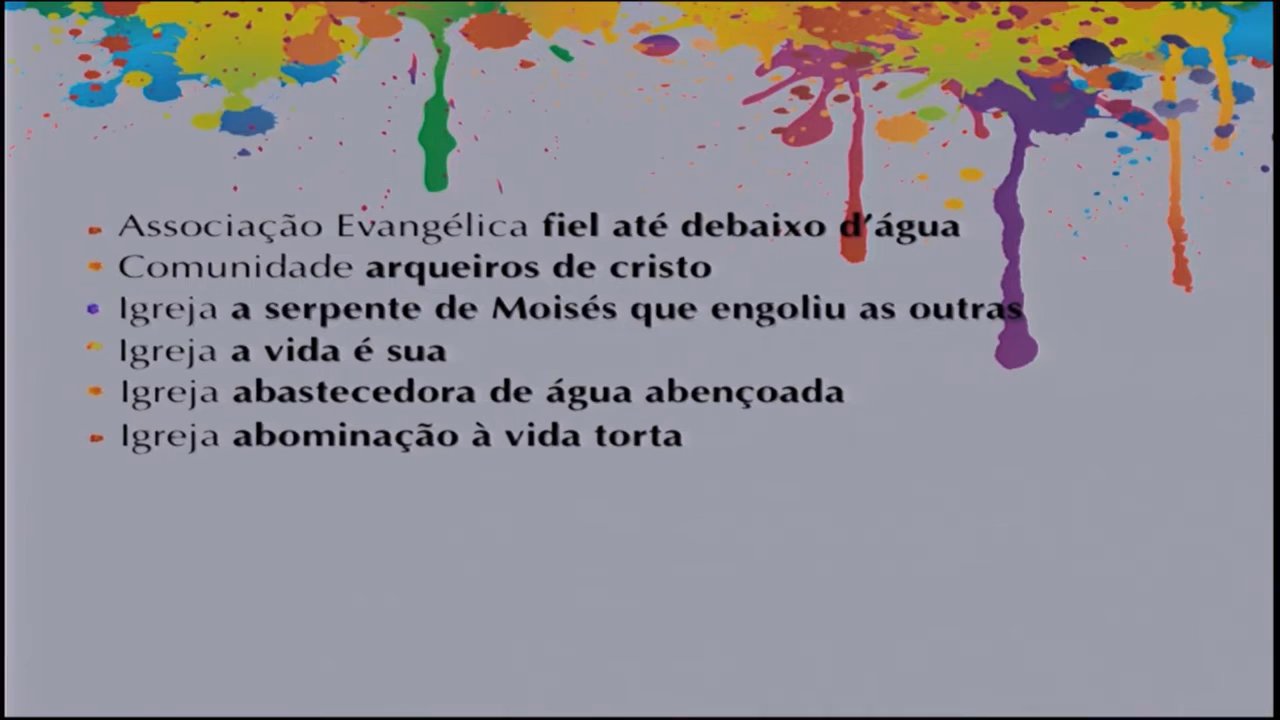 Associação Evangélica fiel até debaixo d'água
Comunidade arqueiros de cristo
Igreja a serpente de Moisés que engoliu as outras
Igreja a vida é sua
Igreja abastecedora de água abençoada
Igreja abominação à vida torta